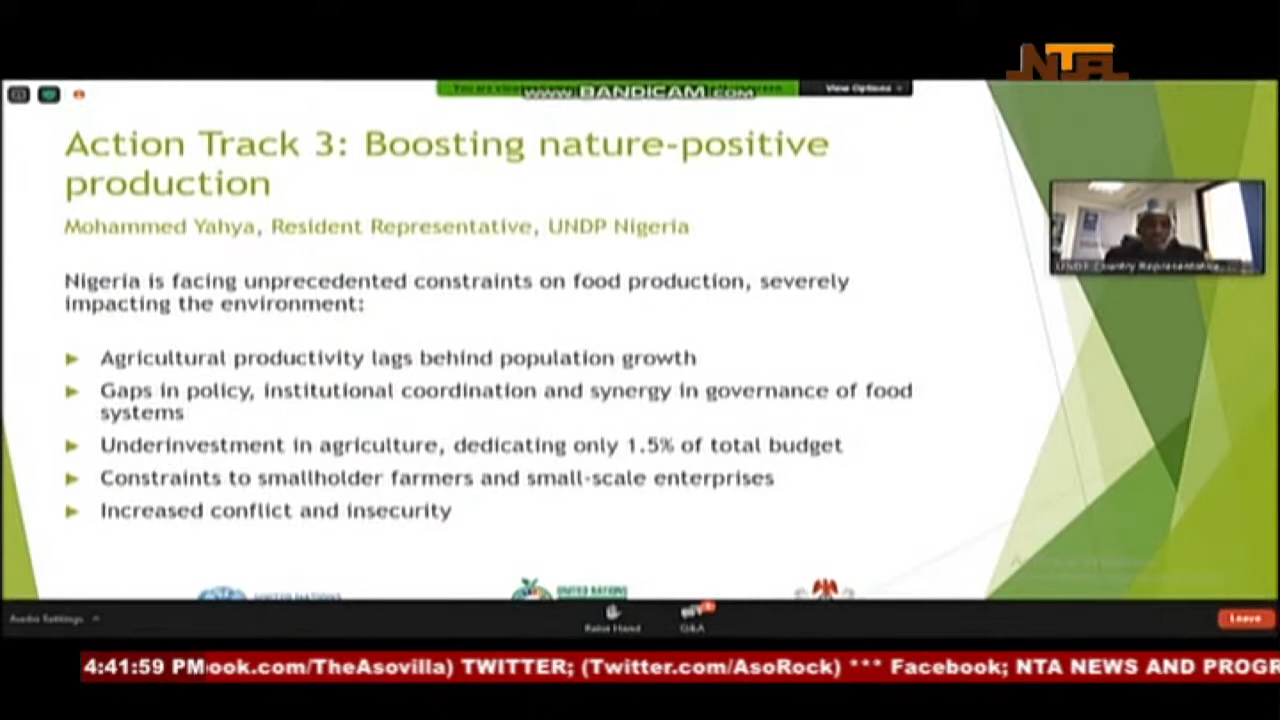 NTA
You are
WWW.BANDICAM.COM
View Options
Action Track 3: Boosting nature-positive
production
Mohammed Yahya, Resident Representative, UNDP Nigeria
UNDP Country Representative
Nigeria is facing unprecedented constraints on food production, severely
impacting the environment:
► Agricultural productivity lags behind population growth
► Gaps in policy, institutional coordination and synergy in governance of food
systems
► Underinvestment in agriculture, dedicating only 1.5% of total budget
► Constraints to smallholder farmers and small-scale enterprises
► Increased conflict and insecurity
UNITED NATIONS
UNITED NATIONS
Audio Settings
Raise Hand
Q&A
Leave
4:41:59 PM ook.com/TheAsovilla) TWITTER; (Twitter.com/AsoRock) *** Facebook; NTA NEWS AND PROGR